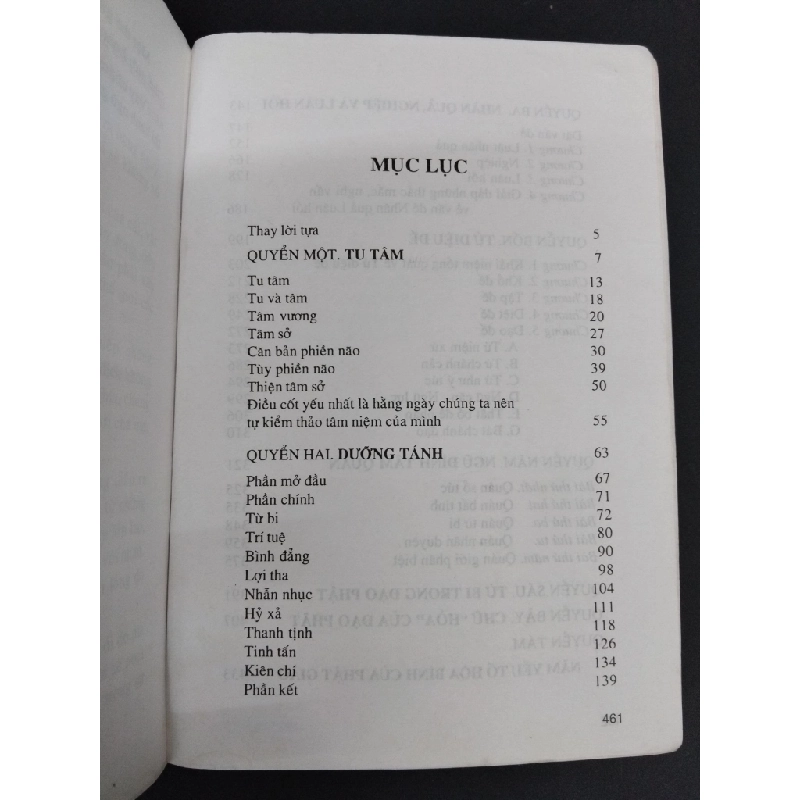 MỤC LỤC
Thay lời tựa 5
QUYỂN MỘT. TU TÂM 7
Tu tâm 13
Tu và tâm 18
Tâm vương 20
Tâm sở 27
Căn bản phiền não 30
Tùy phiền não 39
Thiện tâm sở 50
Điều cốt yếu nhất là hằng ngày chúng ta nên
tự kiểm thảo tâm niệm của mình 55
QUYỂN HAI. DƯỠNG TÁNH 63
Phần mở đầu 67
Phần chính 71
Từ bi 72
Trí tuệ 80
Bình đẳng 90
Lợi tha 98
Nhẫn nhục 104
Hỷ xả 111
Thanh tịnh 118
Tinh tấn 126
Kiên chí 134
Phần kết 139
461